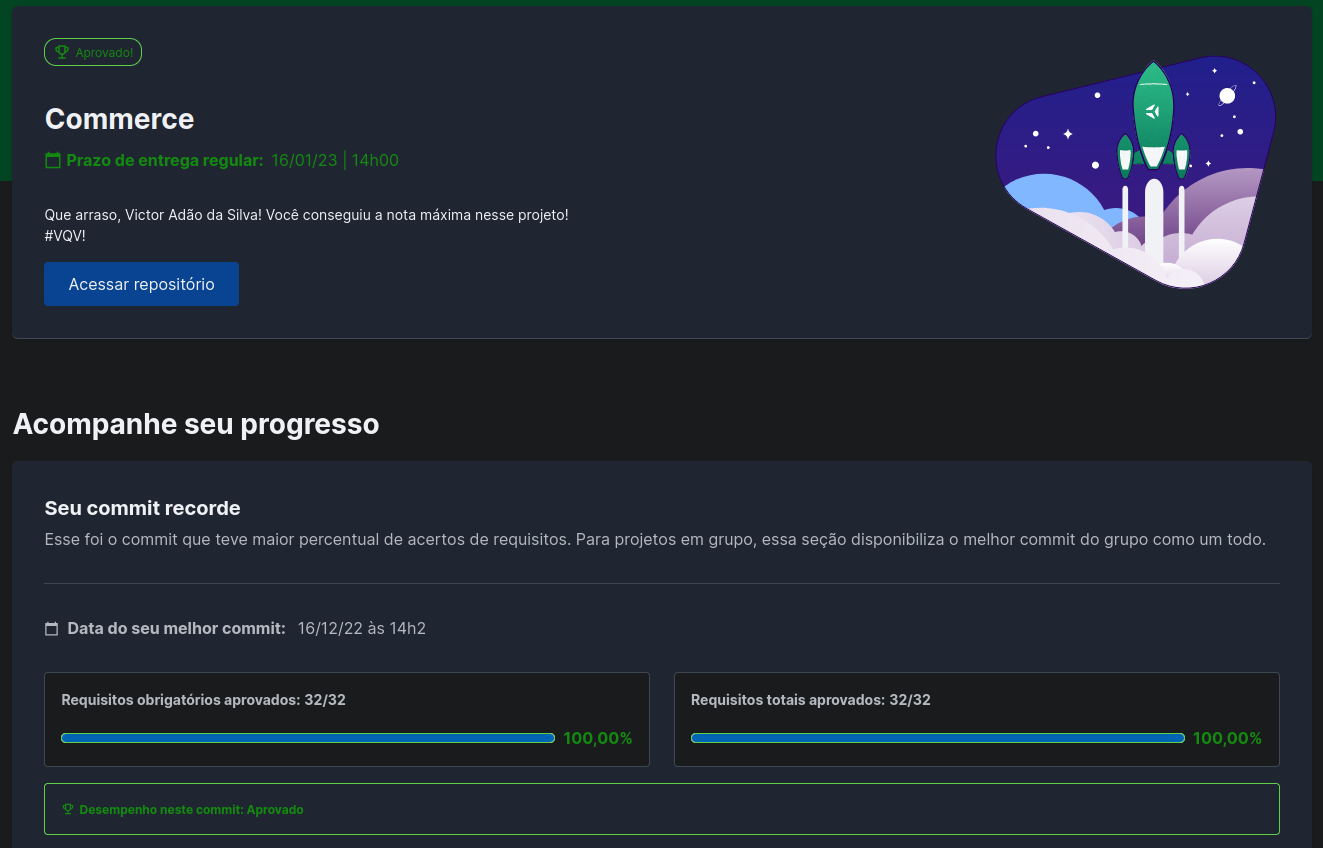 Aprovado!
Commerce
Prazo de entrega regular: 16/01/23 | 14h00
Que arraso, Victor Adão da Silva! Você conseguiu a nota máxima nesse projeto!
#VQV!
Acessar repositório
Acompanhe seu progresso
Seu commit recorde
Esse foi o commit que teve maior percentual de acertos de requisitos. Para projetos em grupo, essa seção disponibiliza o melhor commit do grupo como um todo.
Data do seu melhor commit: 16/12/22 às 14h2
Requisitos obrigatórios aprovados: 32/32
100,00%
Requisitos totais aprovados: 32/32
100,00%
Desempenho neste commit: Aprovado